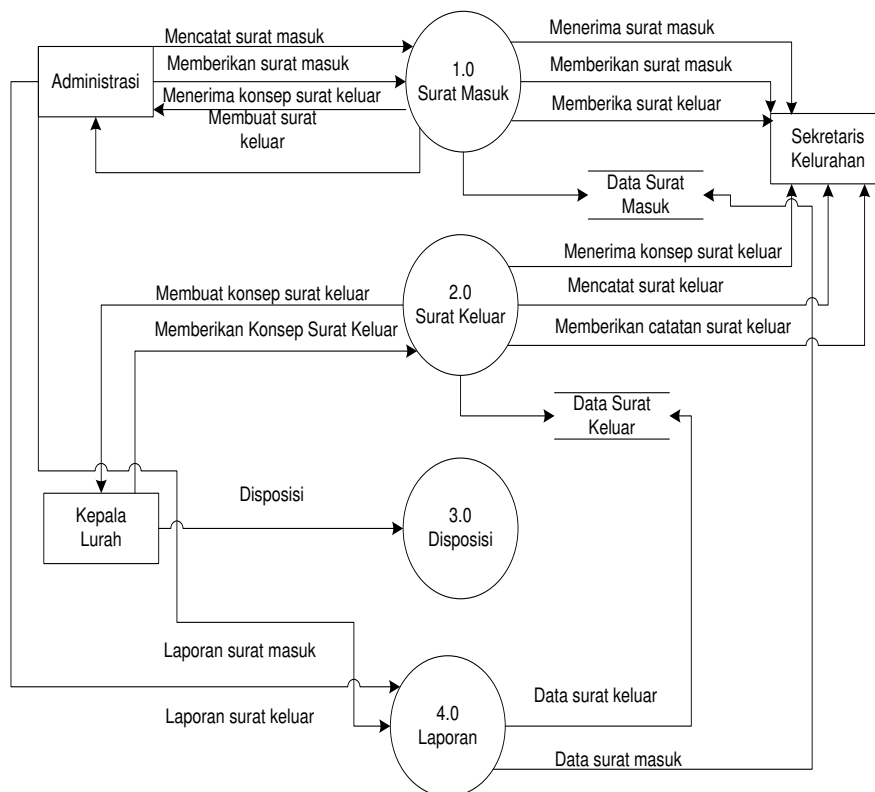 Mencatat surat masuk
Memberikan surat masuk
Menerima konsep surat keluar
Membuat surat
keluar
Administrasi
1.0
Surat Masuk
Menerima surat masuk
Memberikan surat masuk
Memberika surat keluar
Sekretaris
Kelurahan
Data Surat
Masuk
Membuat konsep surat keluar
Memberikan Konsep Surat Keluar
2.0
Surat Keluar
Menerima konsep surat keluar
Mencatat surat keluar
Memberikan catatan surat keluar
Data Surat
Keluar
Kepala
Lurah
Disposisi
3.0
Disposisi
Laporan surat masuk
Laporan surat keluar
4.0
Laporan
Data surat keluar
Data surat masuk